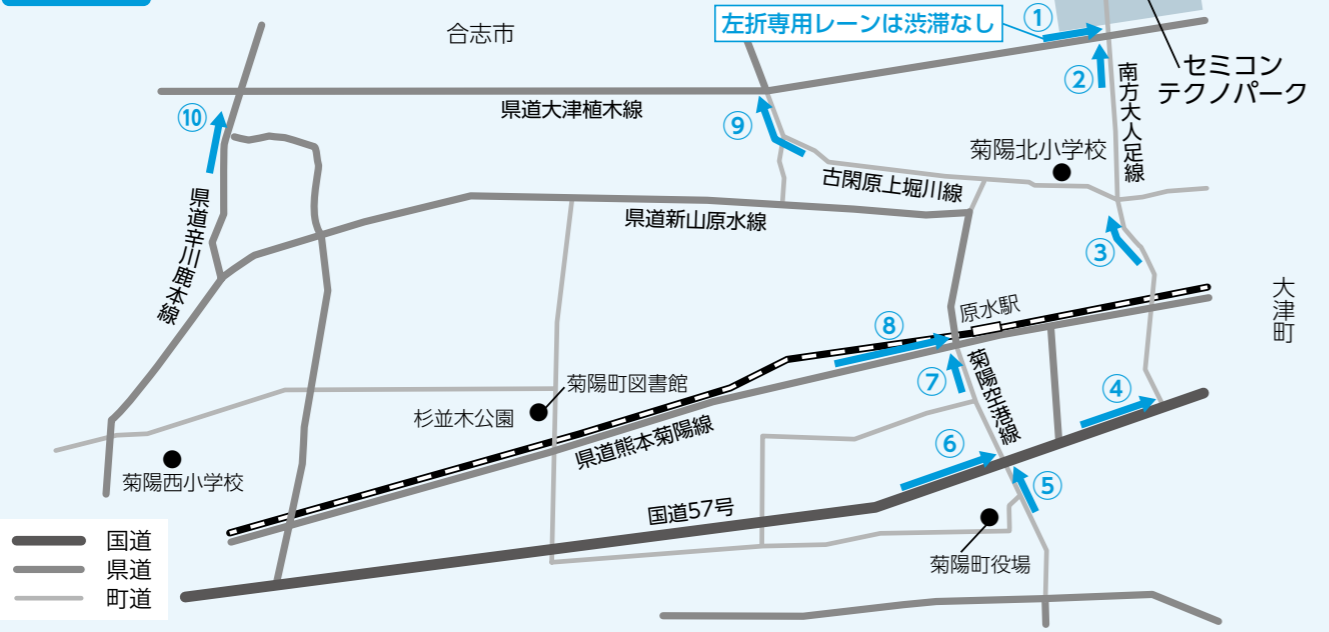 合志市
左折専用レーンは渋滞なし
①
②
セミコン
テクノパーク
南方大人足線
県道大津植木線
⑩
⑨
菊陽北小学校
古閑原上堀川線
県道辛川鹿本線
県道新山原水線
③
大津町
原水駅
⑧
⑦
菊陽空港線
④
菊陽町図書館
杉並木公園
県道熊本菊陽線
⑥
⑤
菊陽西小学校
国道57号
菊陽町役場
国道
県道
町道